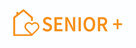 SENIOR +